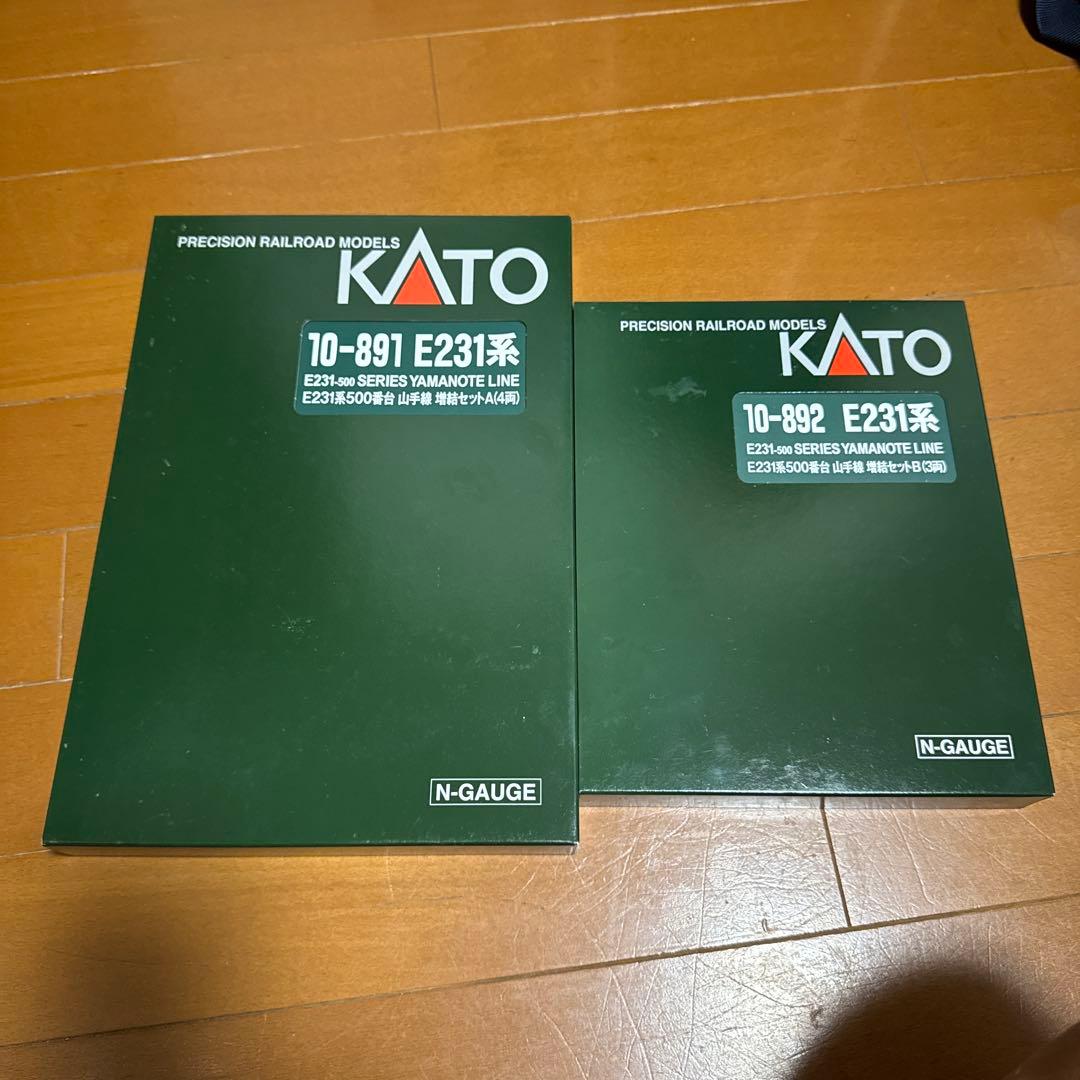 PRECISION RAILROAD MODELS
KATO
10-891 E231系
E231-500 SERIES YAMANOTE LINE
E231系500番台 山手線 増結セットA(4両)
N-GAUGE
PRECISION RAILROAD MODELS
KATO
10-892 E231系
E231-500 SERIES YAMANOTE LINE
E231系500番台 山手線 増結セットB(3両)
N-GAUGE